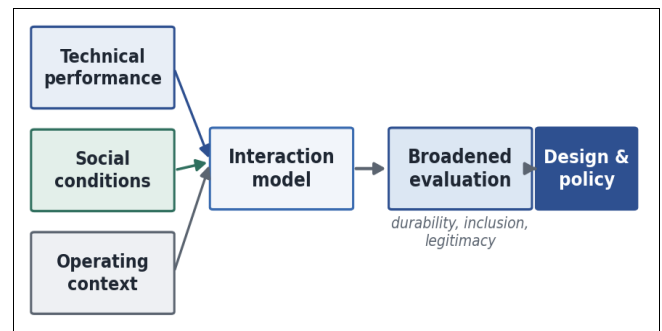 Technical
performance
Social
conditions
Operating
context
Interaction
model
Broadened
evaluation
durability, inclusion,
legitimacy
Design &
policy